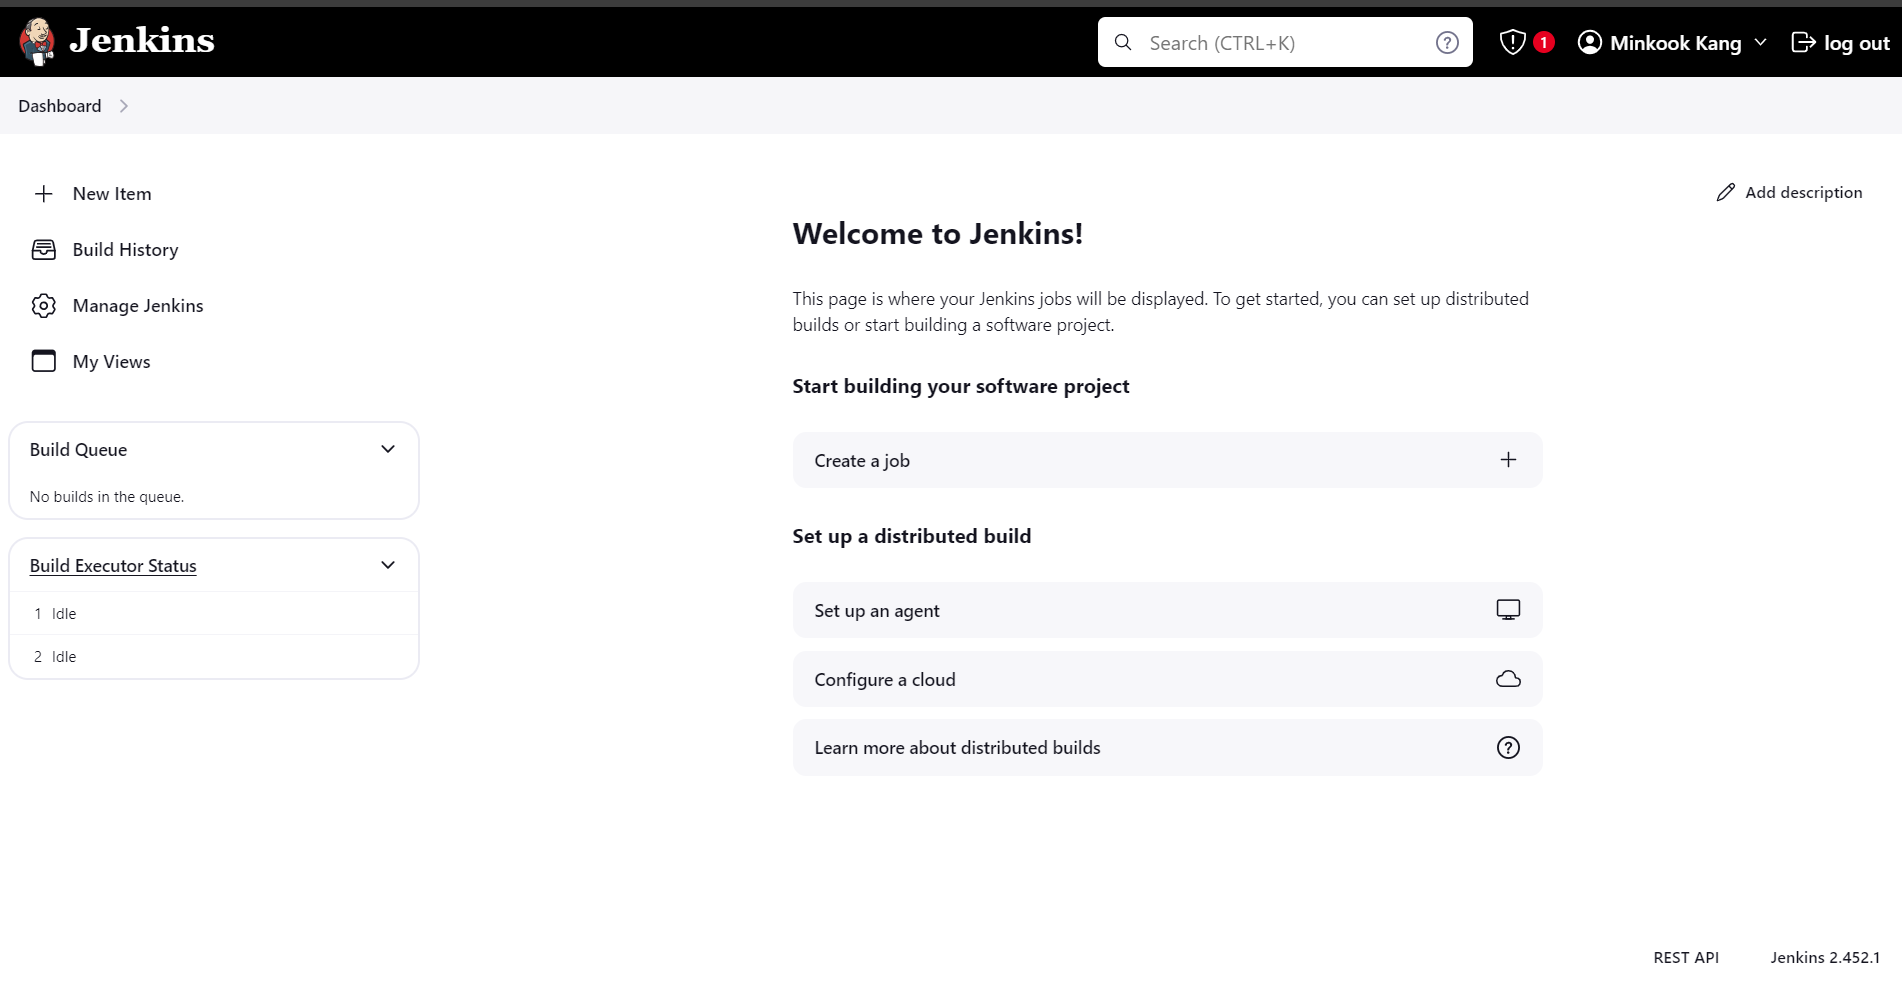 Jenkins
Search (CTRL+K)
1
Minkook Kang
log out
Dashboard
New Item
Build History
Manage Jenkins
My Views
Build Queue
No builds in the queue.
Build Executor Status
1 Idle
2 Idle
Add description
Welcome to Jenkins!
This page is where your Jenkins jobs will be displayed. To get started, you can set up distributed
builds or start building a software project.
Start building your software project
Create a job
Set up a distributed build
Set up an agent
Configure a cloud
Learn more about distributed builds
REST API
Jenkins 2.452.1